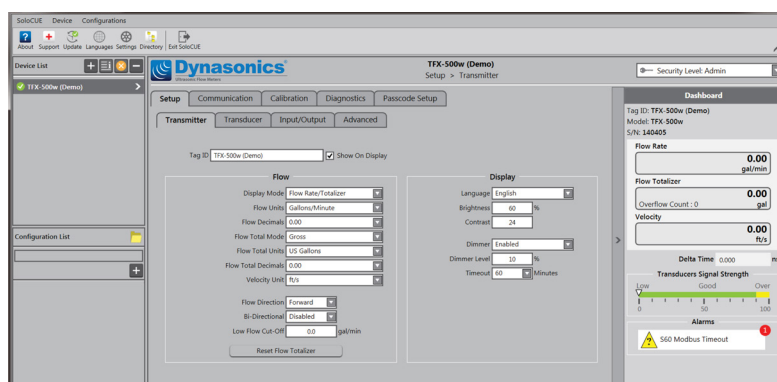 SoloCUE Device Configurations
About Support Update Languages Settings Directory Exit SoloCUE
Device List
TFX-500w (Demo)
Configuration List
Dynasonics®
Ultrasonic Flow Meters
TFX-500w (Demo)
Setup > Transmitter
Security Level: Admin
Setup Communication Calibration Diagnostics Passcode Setup
Transmitter Transducer Input/Output Advanced
Tag ID TFX-500w (Demo) Show On Display
Flow
Display Mode Flow Rate/Totalizer
Flow Units Gallons/Minute
Flow Decimals 0.00
Flow Total Mode Gross
Flow Total Units US Gallons
Flow Total Decimals 0.00
Velocity Unit ft/s
Flow Direction Forward
Bi-Directional Disabled
Low Flow Cut-Off 0.0 gal/min
Reset Flow Totalizer
Display
Language English
Brightness 60 %
Contrast 24
Dimmer Enabled
Dimmer Level 10 %
Timeout 60 Minutes
Dashboard
Tag ID: TFX-500w (Demo)
Model: TFX-500w
S/N: 140405
Flow Rate
0.00
gal/min
Flow Totalizer
0.00
Overflow Count : 0 gal
Velocity
0.00
ft/s
Delta Time 0.000
Transducers Signal Strength
Low Good Over
0 50 100
Alarms
1
S60 Modbus Timeout